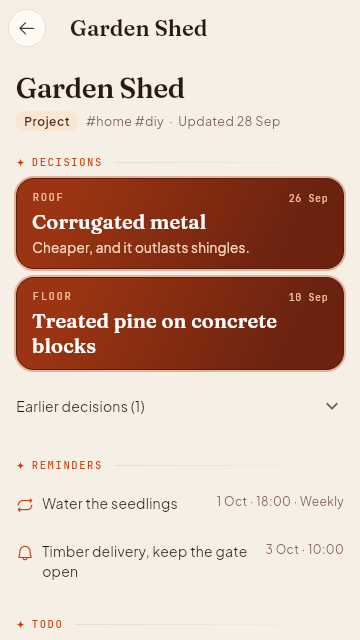 Garden Shed
Garden Shed
Project #home #diy · Updated 28 Sep
DECISIONS
ROOF 26 Sep
Corrugated metal
Cheaper, and it outlasts shingles.
FLOOR 10 Sep
Treated pine on concrete
blocks
Earlier decisions (1)
REMINDERS
Water the seedlings 1 Oct · 18:00 · Weekly
Timber delivery, keep the gate 3 Oct · 10:00
open
TODO